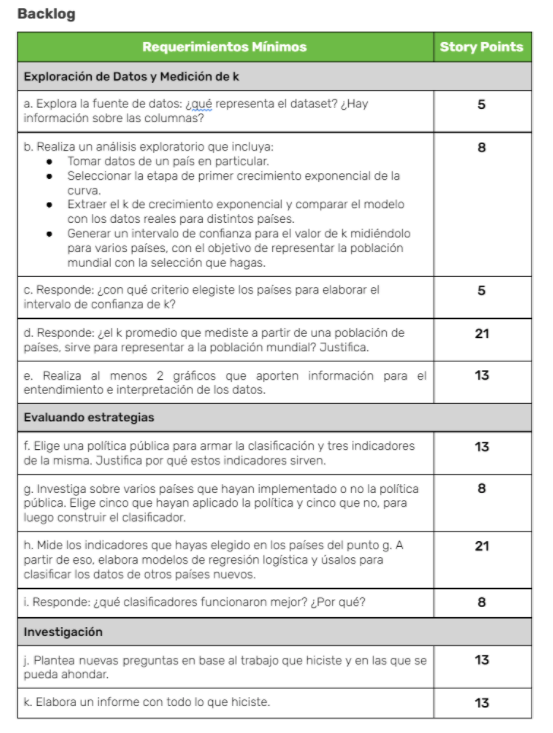 Backlog
Requerimientos Mínimos
Story Points
Exploración de Datos y Medición de k
a. Explora la fuente de datos: ¿qué representa el dataset? ¿Hay
información sobre las columnas?
5
b. Realiza un análisis exploratorio que incluya:
● Tomar datos de un país en particular.
● Seleccionar la etapa de primer crecimiento exponencial de la
curva.
● Extraer el k de crecimiento exponencial y comparar el modelo
con los datos reales para distintos países.
● Generar un intervalo de confianza para el valor de k midiéndolo
para varios países, con el objetivo de representar la población
mundial con la selección que hagas.
8
c. Responde: ¿con qué criterio elegiste los países para elaborar el
intervalo de confianza de k?
5
d. Responde: ¿el k promedio que mediste a partir de una población de
países, sirve para representar a la población mundial? Justifica.
21
e. Realiza al menos 2 gráficos que aporten información para el
entendimiento e interpretación de los datos.
13
Evaluando estrategias
f. Elige una política pública para armar la clasificación y tres indicadores
de la misma. Justifica por qué estos indicadores sirven.
13
g. Investiga sobre varios países que hayan implementado o no la política
pública. Elige cinco que hayan aplicado la política y cinco que no, para
luego construir el clasificador.
8
h. Mide los indicadores que hayas elegido en los países del punto g. A
partir de eso, elabora modelos de regresión logística y úsalos para
clasificar los datos de otros países nuevos.
21
i. Responde: ¿qué clasificadores funcionaron mejor? ¿Por qué?
8
Investigación
j. Plantea nuevas preguntas en base al trabajo que hiciste y en las que se
pueda ahondar.
13
k. Elabora un informe con todo lo que hiciste.
13